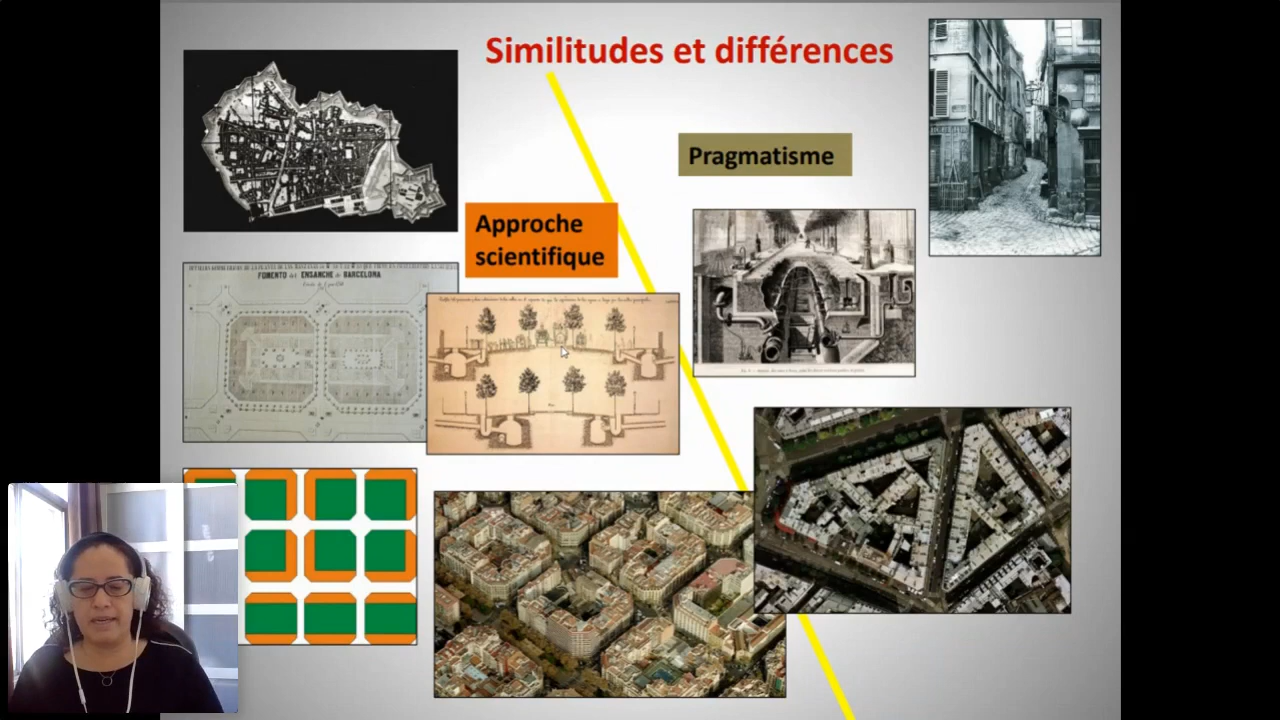 Similitudes et différences
Pragmatisme
Approche
scientifique
FOMENTO del ENSANCHE de BARCELONA